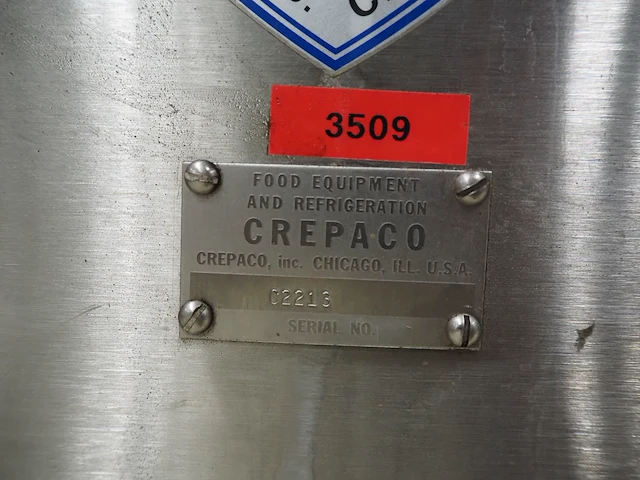 3509
FOOD EQUIPMENT
AND REFRIGERATION
CREPACO
CREPACO, inc. CHICAGO, ILL. U.S.A.
C2213
SERIAL NO.